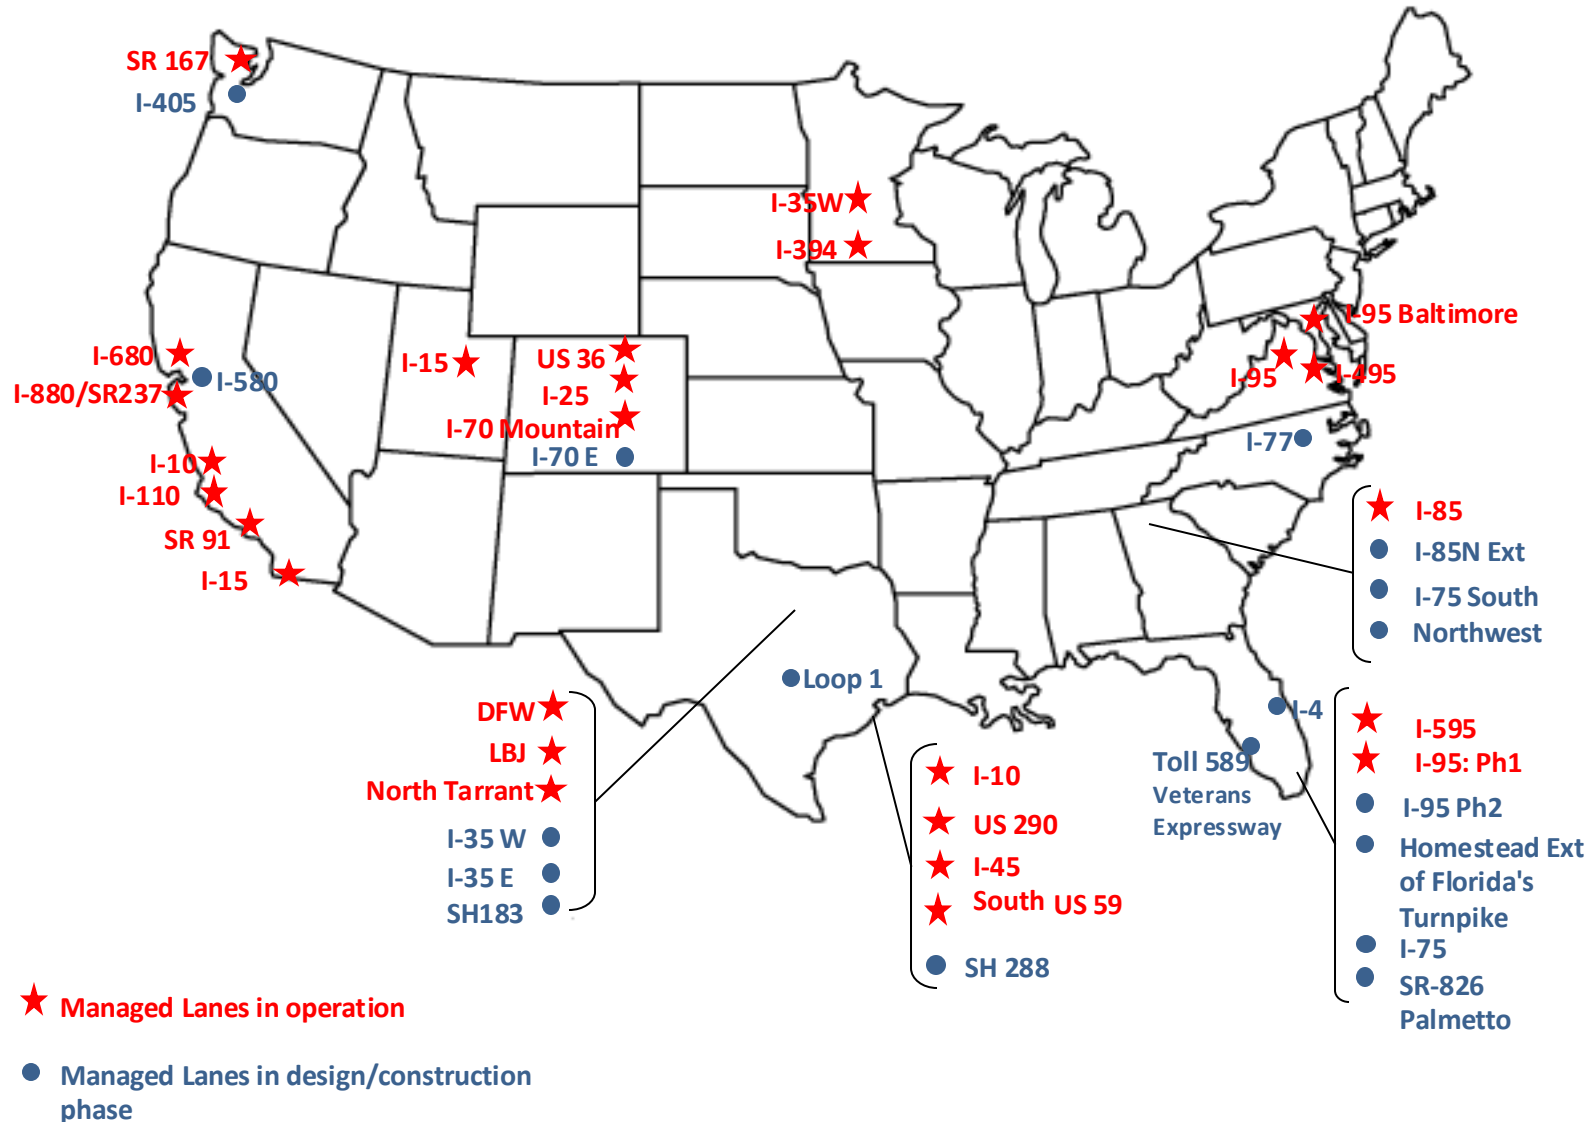 SR 167
I-405
I-35W
I-394
I-95 Baltimore
I-95
I-495
I-680
I-580
I-880/SR237
I-15
US 36
I-25
I-70 Mountain
I-70 E
I-77
I-10
I-110
SR 91
I-15
I-85
I-85N Ext
I-75 South
Northwest
Loop 1
DFW
LBJ
North Tarrant
I-35 W
I-35 E
SH183
I-10
US 290
I-45
South US 59
SH 288
I-4
Toll 589
Veterans
Expressway
I-595
I-95: Ph1
I-95 Ph2
Homestead Ext
of Florida's
Turnpike
I-75
SR-826
Palmetto
Managed Lanes in operation
Managed Lanes in design/construction
phase